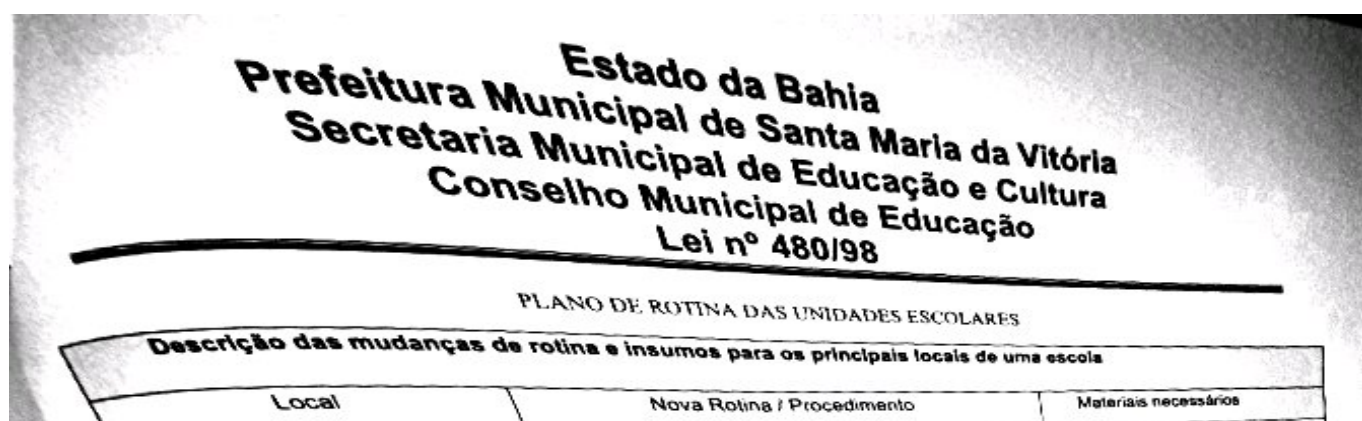 Estado da Bahia
Prefeitura Municipal de Santa Maria da Vitória
Secretaria Municipal de Educação e Cultura
Conselho Municipal de Educação
Lei nº 480/98
PLANO DE ROTINA DAS UNIDADES ESCOLARES
Descrição das mudanças de rotina e insumos para os principais locais de uma escola
Local Nova Rotina / Procedimento Materiais necessários